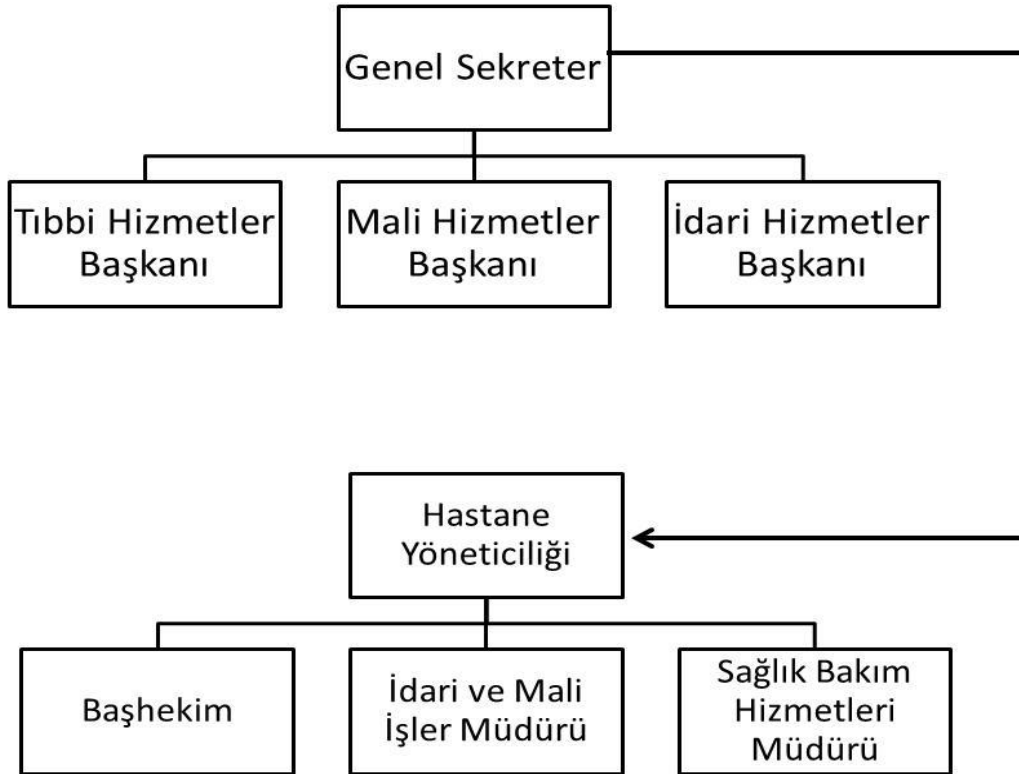 Genel Sekreter
Tıbbi Hizmetler
Başkanı
Mali Hizmetler
Başkanı
İdari Hizmetler
Başkanı
Hastane
Yöneticiliği
Başhekim
İdari ve Mali
İşler Müdürü
Sağlık Bakım
Hizmetleri
Müdürü